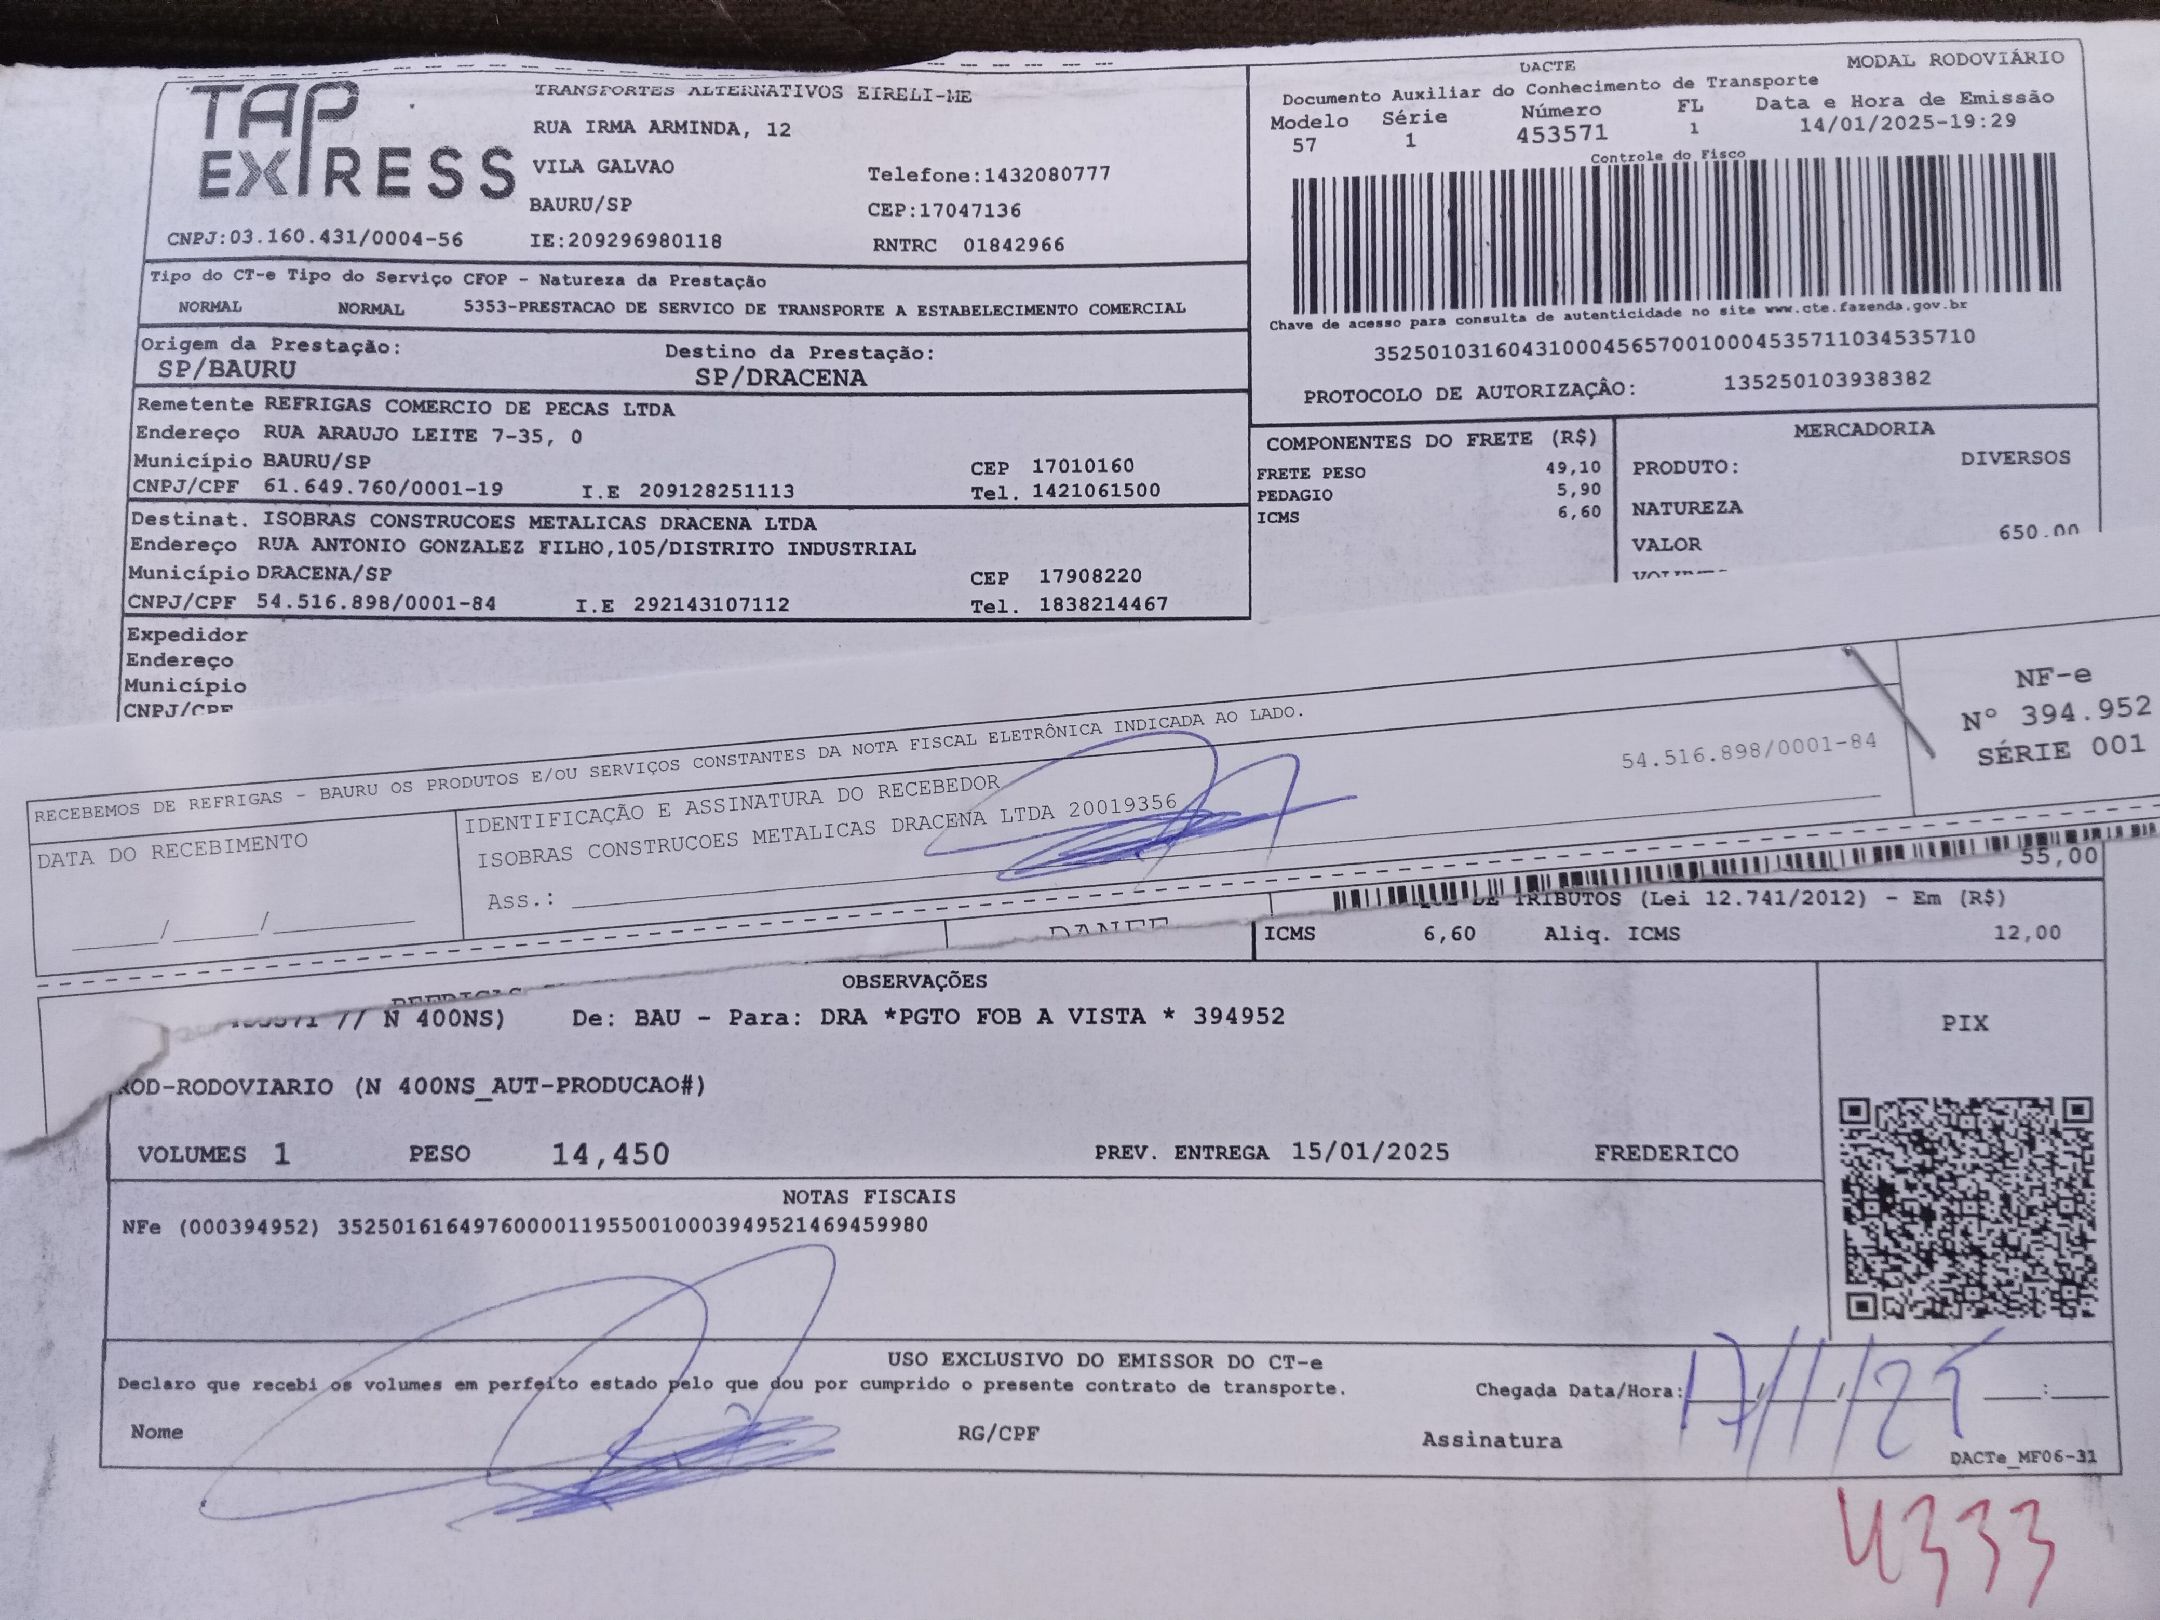 TAP
EXPRESS
TRANSPORTES ALTERNATIVOS EIRELI-ME
RUA IRMA ARMINDA, 12
VILA GALVAO
Telefone:1432080777
BAURU/SP
CEP:17047136
CNPJ:03.160.431/0004-56
IE:209296980118
RNTRC 01842966
DACTE
MODAL RODOVIÁRIO
Documento Auxiliar do Conhecimento de Transporte
Modelo Série Número FL Data e Hora de Emissão
57 1 453571 1 14/01/2025-19:29
Controle do Fisco
Chave de acesso para consulta de autenticidade no site www.cte.fazenda.gov.br
35250103160431000456570010004535711034535710
PROTOCOLO DE AUTORIZAÇÃO: 135250103938382
Tipo do CT-e Tipo do Serviço CFOP - Natureza da Prestação
NORMAL NORMAL 5353-PRESTACAO DE SERVICO DE TRANSPORTE A ESTABELECIMENTO COMERCIAL
Origem da Prestação: Destino da Prestação:
SP/BAURU SP/DRACENA
Remetente REFRIGAS COMERCIO DE PECAS LTDA
Endereço RUA ARAUJO LEITE 7-35, 0
Município BAURU/SP CEP 17010160
CNPJ/CPF 61.649.760/0001-19 I.E 209128251113 Tel. 1421061500
Destinat. ISOBRAS CONSTRUCOES METALICAS DRACENA LTDA
Endereço RUA ANTONIO GONZALEZ FILHO,105/DISTRITO INDUSTRIAL
Município DRACENA/SP CEP 17908220
CNPJ/CPF 54.516.898/0001-84 I.E 292143107112 Tel. 1838214467
Expedidor
Endereço
Município
CNPJ/CPF
COMPONENTES DO FRETE (R$)
FRETE PESO 49,10
PEDAGIO 5,90
ICMS 6,60
MERCADORIA
PRODUTO: DIVERSOS
NATUREZA
VALOR 650.00
RECEBEMOS DE REFRIGAS - BAURU OS PRODUTOS E/OU SERVIÇOS CONSTANTES DA NOTA FISCAL ELETRÔNICA INDICADA AO LADO.
DATA DO RECEBIMENTO
___/___/___
IDENTIFICAÇÃO E ASSINATURA DO RECEBEDOR
ISOBRAS CONSTRUCOES METALICAS DRACENA LTDA 20019356 54.516.898/0001-84
Ass.:
NF-e
Nº 394.952
SÉRIE 001
DANFE
55,00
DE TRIBUTOS (Lei 12.741/2012) - Em (R$)
ICMS 6,60 Aliq. ICMS 12,00
OBSERVAÇÕES
// N 400NS) De: BAU - Para: DRA *PGTO FOB A VISTA * 394952
ROD-RODOVIARIO (N 400NS_AUT-PRODUCAO#)
VOLUMES 1 PESO 14,450 PREV. ENTREGA 15/01/2025 FREDERICO
PIX
NOTAS FISCAIS
NFe (000394952) 35250161649760000119550010003949521469459980
USO EXCLUSIVO DO EMISSOR DO CT-e
Declaro que recebi os volumes em perfeito estado pelo que dou por cumprido o presente contrato de transporte.
Chegada Data/Hora: 17/1/25 ___:___
Nome RG/CPF Assinatura
DACTe_MF06-31
4333